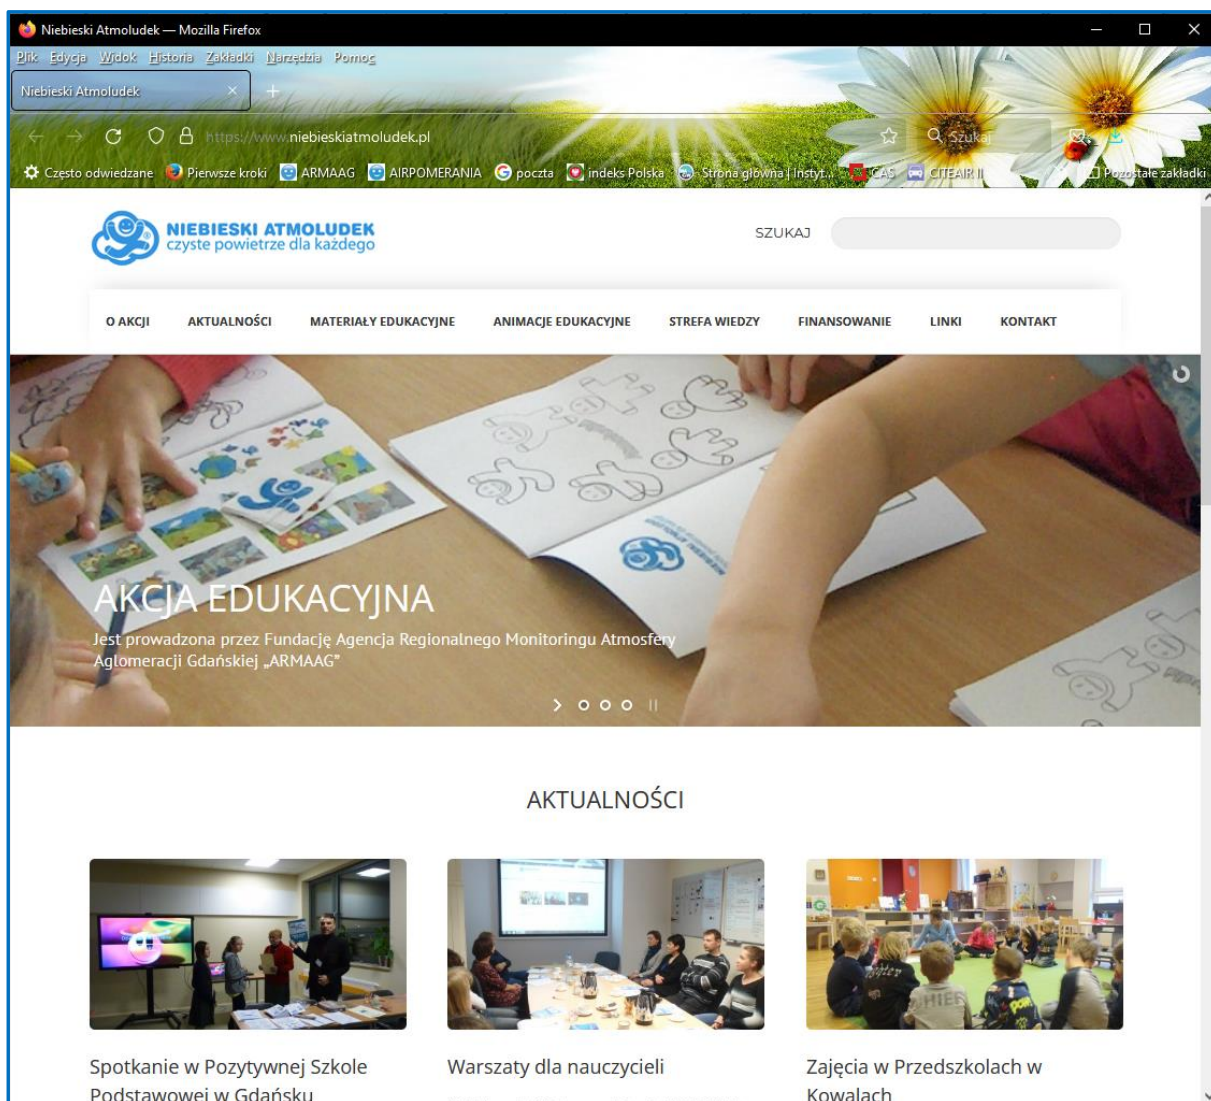 Niebieski Atmoludek — Mozilla Firefox
Plik Edycja Widok Historia Zakładki Narzędzia Pomoc
Niebieski Atmoludek
https://www.niebieskiatmoludek.pl
Szukaj
Często odwiedzane Pierwsze kroki ARMAAG AIRPOMERANIA poczta indeks Polska Strona główna | Instyt... CAS CITEAIR II Pozostałe zakładki
NIEBIESKI ATMOLUDEK
czyste powietrze dla każdego
SZUKAJ
O AKCJI AKTUALNOŚCI MATERIAŁY EDUKACYJNE ANIMACJE EDUKACYJNE STREFA WIEDZY FINANSOWANIE LINKI KONTAKT
NIEBIESKI ATMOLUDEK
AKCJA EDUKACYJNA
Jest prowadzona przez Fundację Agencja Regionalnego Monitoringu Atmosfery
Aglomeracji Gdańskiej „ARMAAG”
AKTUALNOŚCI
Spotkanie w Pozytywnej Szkole
Podstawowej w Gdańsku
Warszaty dla nauczycieli
Zajęcia w Przedszkolach w
Kowalach